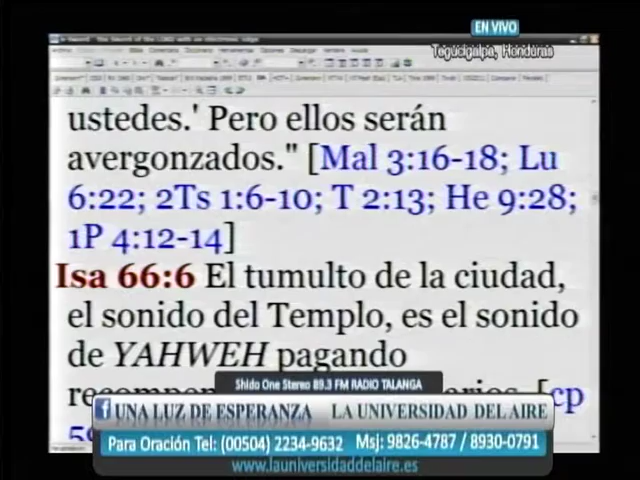 EN VIVO
Tegucigalpa, Honduras
ustedes.' Pero ellos serán
avergonzados." [Mal 3:16-18; Lu
6:22; 2Ts 1:6-10; T 2:13; He 9:28;
1P 4:12-14]
Isa 66:6 El tumulto de la ciudad,
el sonido del Templo, es el sonido
de YAHWEH pagando
[cp
Shido One Stereo 89.3 FM RADIO TALANGA
UNA LUZ DE ESPERANZA LA UNIVERSIDAD DEL AIRE
Para Oración Tel: (00504) 2234-9632 Msj: 9826-4787 / 8930-0791
www.launiversidaddelaire.es